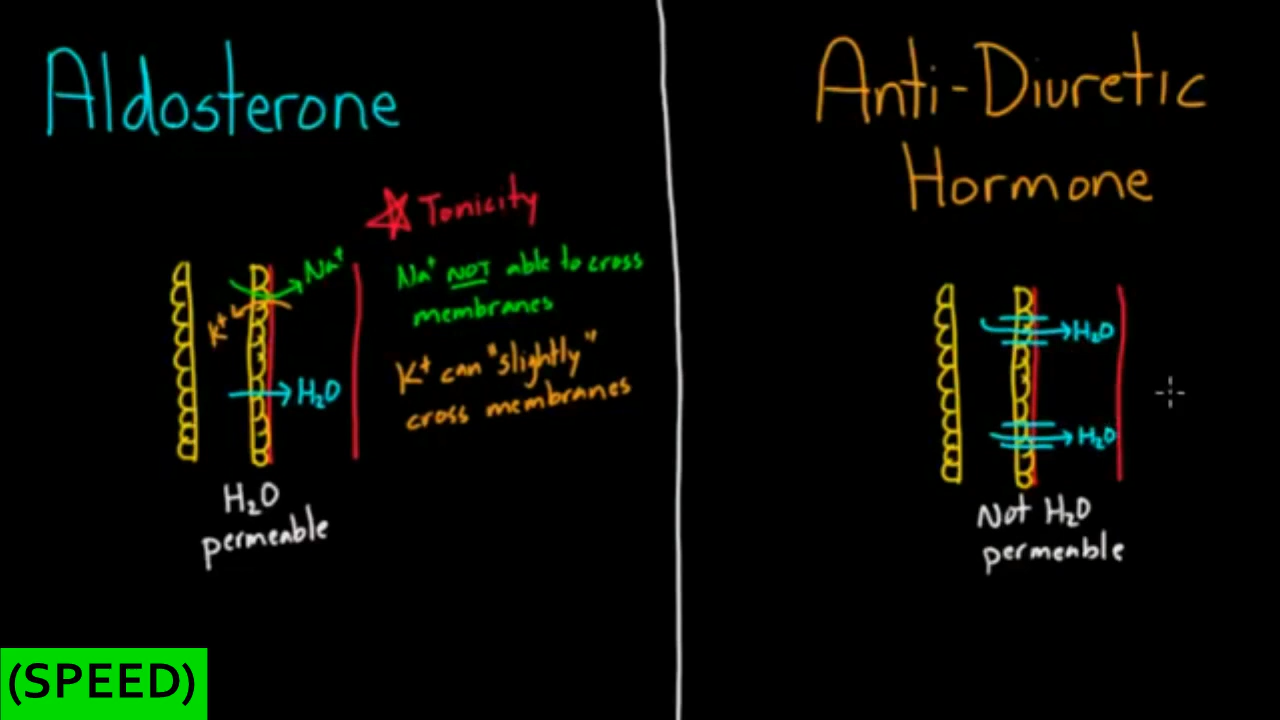 Aldosterone
Tonicity
Na⁺ NOT able to cross
membranes
K⁺ can "slightly"
cross membranes
Na⁺
K⁺
H₂O
H₂O
permeable
Anti-Diuretic
Hormone
H₂O
H₂O
Not H₂O
permeable
(SPEED)